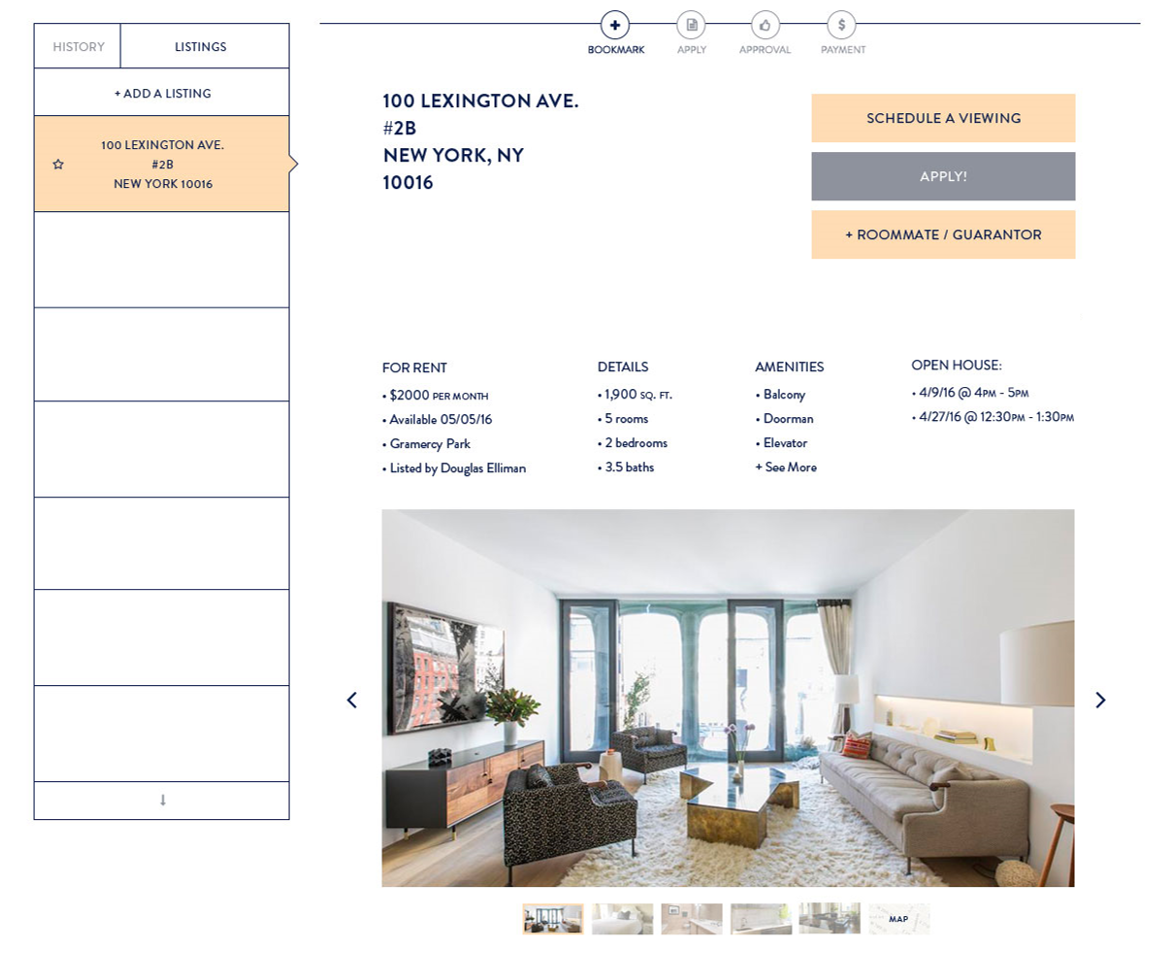 HISTORY
LISTINGS
+ ADD A LISTING
100 LEXINGTON AVE.
#2B
NEW YORK 10016
BOOKMARK
APPLY
APPROVAL
$
PAYMENT
100 LEXINGTON AVE.
#2B
NEW YORK, NY
10016
SCHEDULE A VIEWING
APPLY!
+ ROOMMATE / GUARANTOR
FOR RENT
• $2000 PER MONTH
• Available 05/05/16
• Gramercy Park
• Listed by Douglas Elliman
DETAILS
• 1,900 SQ. FT.
• 5 rooms
• 2 bedrooms
• 3.5 baths
AMENITIES
• Balcony
• Doorman
• Elevator
+ See More
OPEN HOUSE:
• 4/9/16 @ 4PM - 5PM
• 4/27/16 @ 12:30PM - 1:30PM
MAP